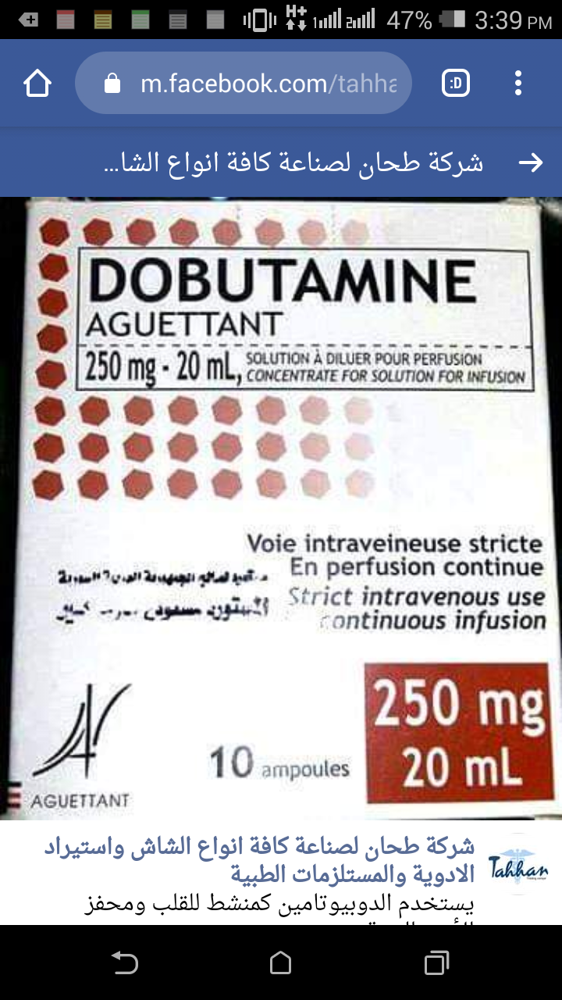 47%
3:39 PM
m.facebook.com/tahha
شركة طحان لصناعة كافة انواع الشا...
DOBUTAMINE
AGUETTANT
250 mg - 20 mL, SOLUTION À DILUER POUR PERFUSION
CONCENTRATE FOR SOLUTION FOR INFUSION
Voie intraveineuse stricte
En perfusion continue
Strict intravenous use
continuous infusion
250 mg
20 mL
10 ampoules
AGUETTANT
شركة طحان لصناعة كافة انواع الشاش واستيراد
الادوية والمستلزمات الطبية
Tahhan
يستخدم الدوبيوتامين كمنشط للقلب ومحفز